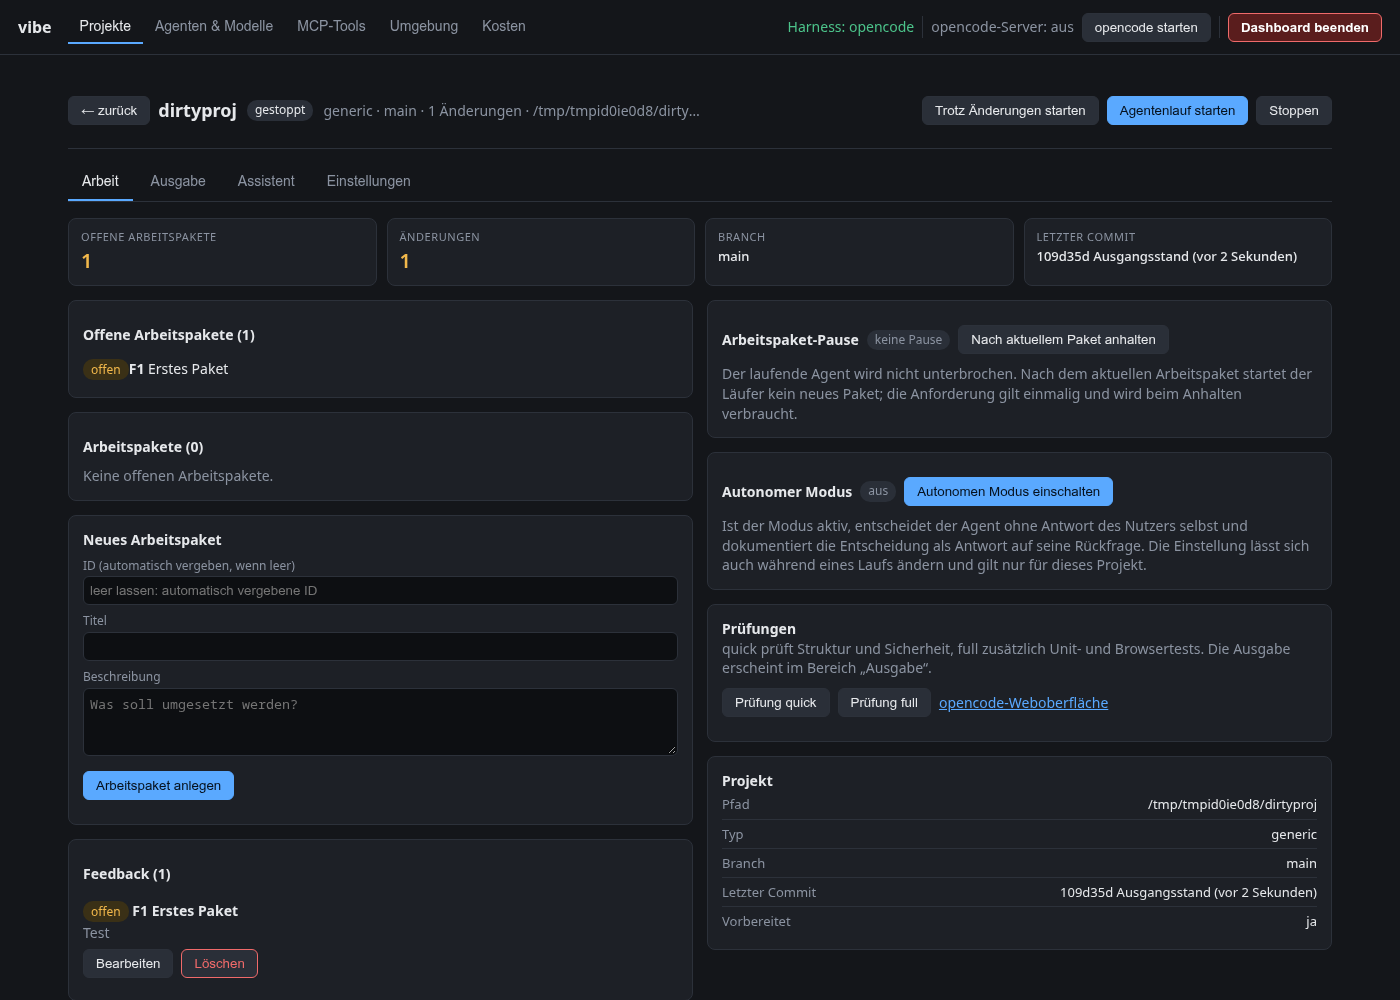 vibe
Projekte
Agenten & Modelle
MCP-Tools
Umgebung
Kosten
Harness: opencode
opencode-Server: aus
opencode starten
Dashboard beenden
← zurück
dirtyproj
gestoppt
generic · main · 1 Änderungen · /tmp/tmpid0ie0d8/dirty...
Trotz Änderungen starten
Agentenlauf starten
Stoppen
Arbeit
Ausgabe
Assistent
Einstellungen
OFFENE ARBEITSPAKETE
1
ÄNDERUNGEN
1
BRANCH
main
LETZTER COMMIT
109d35d Ausgangsstand (vor 2 Sekunden)
Offene Arbeitspakete (1)
offen F1 Erstes Paket
Arbeitspakete (0)
Keine offenen Arbeitspakete.
Neues Arbeitspaket
ID (automatisch vergeben, wenn leer)
leer lassen: automatisch vergebene ID
Titel
Beschreibung
Was soll umgesetzt werden?
Arbeitspaket anlegen
Feedback (1)
offen F1 Erstes Paket
Test
Bearbeiten
Löschen
Arbeitspaket-Pause
keine Pause
Nach aktuellem Paket anhalten
Der laufende Agent wird nicht unterbrochen. Nach dem aktuellen Arbeitspaket startet der
Läufer kein neues Paket; die Anforderung gilt einmalig und wird beim Anhalten
verbraucht.
Autonomer Modus
aus
Autonomen Modus einschalten
Ist der Modus aktiv, entscheidet der Agent ohne Antwort des Nutzers selbst und
dokumentiert die Entscheidung als Antwort auf seine Rückfrage. Die Einstellung lässt sich
auch während eines Laufs ändern und gilt nur für dieses Projekt.
Prüfungen
quick prüft Struktur und Sicherheit, full zusätzlich Unit- und Browsertests. Die Ausgabe
erscheint im Bereich „Ausgabe“.
Prüfung quick
Prüfung full
opencode-Weboberfläche
Projekt
Pfad
/tmp/tmpid0ie0d8/dirtyproj
Typ
generic
Branch
main
Letzter Commit
109d35d Ausgangsstand (vor 2 Sekunden)
Vorbereitet
ja